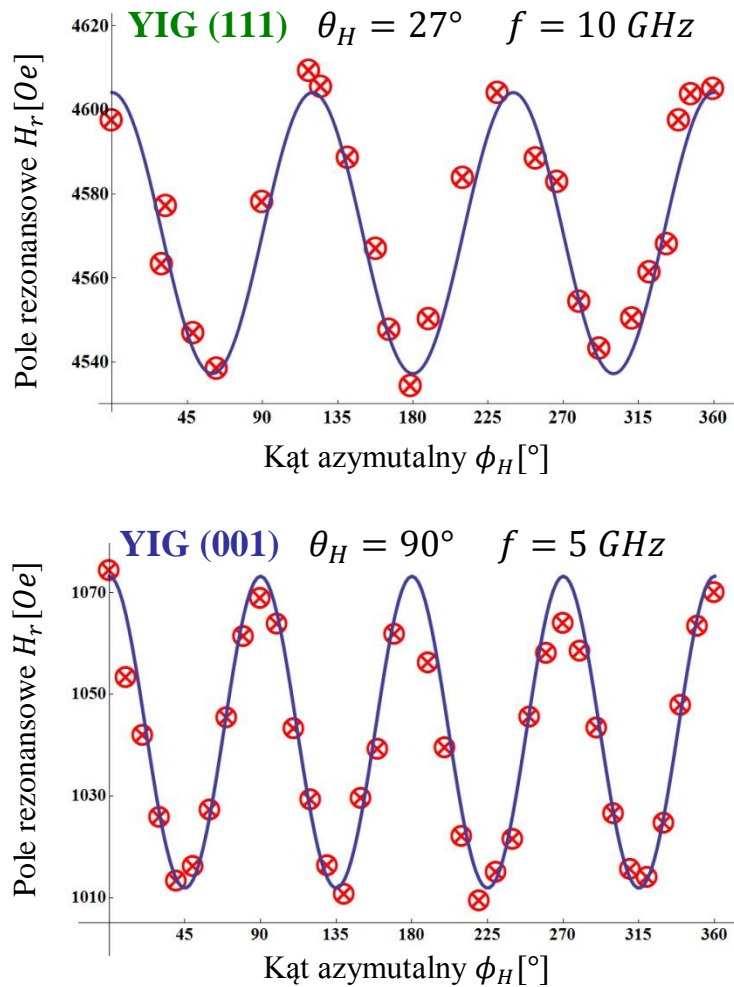 YIG (111) θ_H = 27° f = 10 GHz
Pole rezonansowe H_r [Oe]
4620
4600
4580
4560
4540
45 90 135 180 225 270 315 360
Kąt azymutalny ϕ_H[°]
YIG (001) θ_H = 90° f = 5 GHz
Pole rezonansowe H_r [Oe]
1070
1050
1030
1010
45 90 135 180 225 270 315 360
Kąt azymutalny ϕ_H[°]